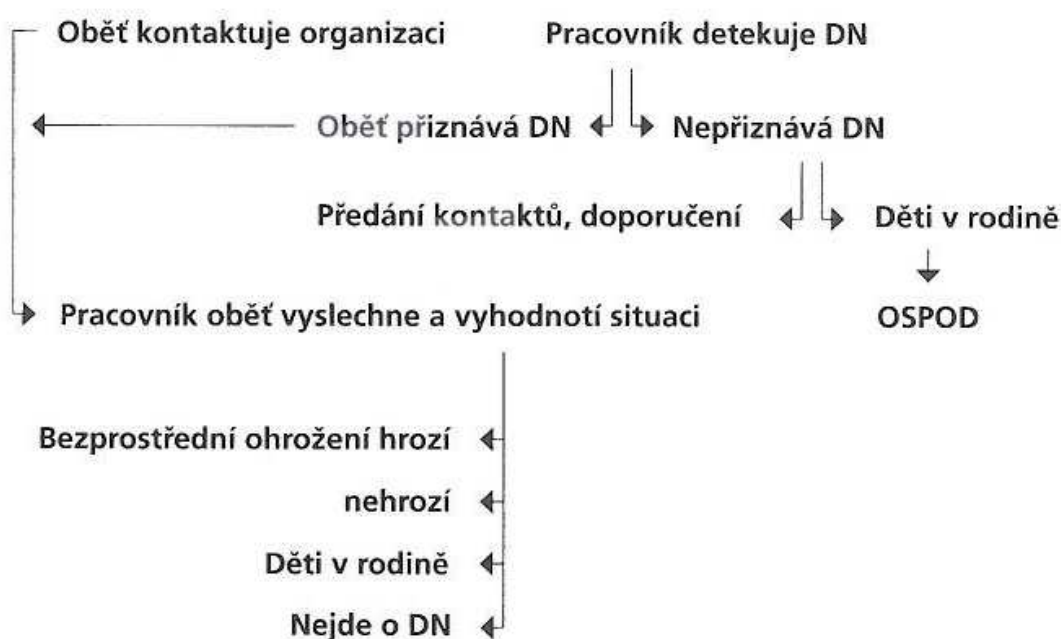 Oběť kontaktuje organizaci
Pracovník detekuje DN
Oběť přiznává DN
Nepřiznává DN
Předání kontaktů, doporučení
Děti v rodině
Pracovník oběť vyslechne a vyhodnotí situaci
OSPOD
Bezprostřední ohrožení hrozí
nehrozí
Děti v rodině
Nejde o DN